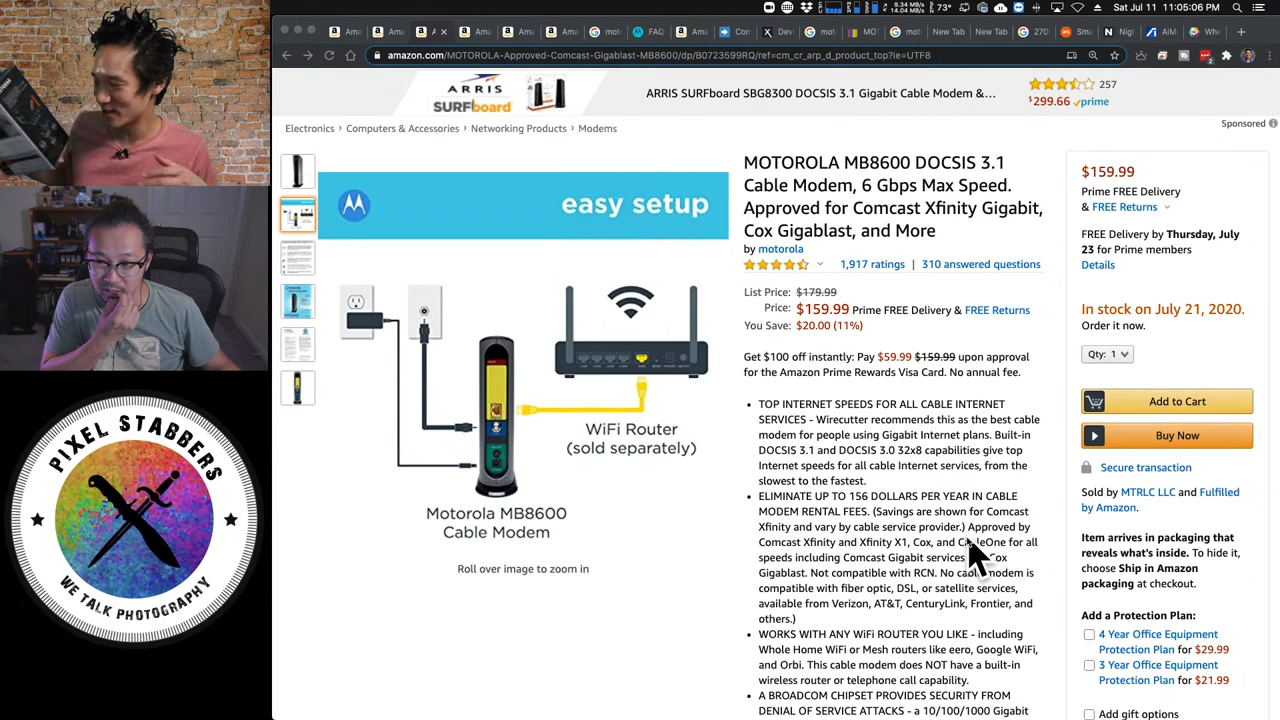 9.34 MB/s 73° Sat Jul 11 11:05:06 PM
amazon.com/MOTOROLA-Approved-Comcast-Gigablast-MB8600/dp/B0723599RQ/ref=cm_cr_arp_d_product_top?ie=UTF8
ARRIS
SURFboard
ARRIS SURFboard SBG8300 DOCSIS 3.1 Gigabit Cable Modem &...
257
$299.66 prime
Electronics › Computers & Accessories › Networking Products › Modems
Sponsored
easy setup
WiFi Router
(sold separately)
Motorola MB8600
Cable Modem
Roll over image to zoom in
MOTOROLA MB8600 DOCSIS 3.1
Cable Modem, 6 Gbps Max Speed.
Approved for Comcast Xfinity Gigabit,
Cox Gigablast, and More
by motorola
1,917 ratings | 310 answered questions
List Price: $179.99
Price: $159.99 Prime FREE Delivery & FREE Returns
You Save: $20.00 (11%)
Get $100 off instantly: Pay $59.99 $159.99 upon approval
for the Amazon Prime Rewards Visa Card. No annual fee.
• TOP INTERNET SPEEDS FOR ALL CABLE INTERNET
SERVICES - Wirecutter recommends this as the best cable
modem for people using Gigabit Internet plans. Built-in
DOCSIS 3.1 and DOCSIS 3.0 32x8 capabilities give top
Internet speeds for all cable Internet services, from the
slowest to the fastest.
• ELIMINATE UP TO 156 DOLLARS PER YEAR IN CABLE
MODEM RENTAL FEES. (Savings are shown for Comcast
Xfinity and vary by cable service provider.) Approved by
Comcast Xfinity and Xfinity X1, Cox, and CableOne for all
speeds including Comcast Gigabit services Cox
Gigablast. Not compatible with RCN. No cable modem is
compatible with fiber optic, DSL, or satellite services,
available from Verizon, AT&T, CenturyLink, Frontier, and
others.)
• WORKS WITH ANY WiFi ROUTER YOU LIKE - including
Whole Home WiFi or Mesh routers like eero, Google WiFi,
and Orbi. This cable modem does NOT have a built-in
wireless router or telephone call capability.
• A BROADCOM CHIPSET PROVIDES SECURITY FROM
DENIAL OF SERVICE ATTACKS - a 10/100/1000 Gigabit
$159.99
Prime FREE Delivery
& FREE Returns
FREE Delivery by Thursday, July
23 for Prime members
Details
In stock on July 21, 2020.
Order it now.
Qty: 1
Add to Cart
Buy Now
Secure transaction
Sold by MTRLC LLC and Fulfilled
by Amazon.
Item arrives in packaging that
reveals what's inside. To hide it,
choose Ship in Amazon
packaging at checkout.
Add a Protection Plan:
4 Year Office Equipment
Protection Plan for $29.99
3 Year Office Equipment
Protection Plan for $21.99
Add gift options
PIXEL STABBERS
WE TALK PHOTOGRAPHY